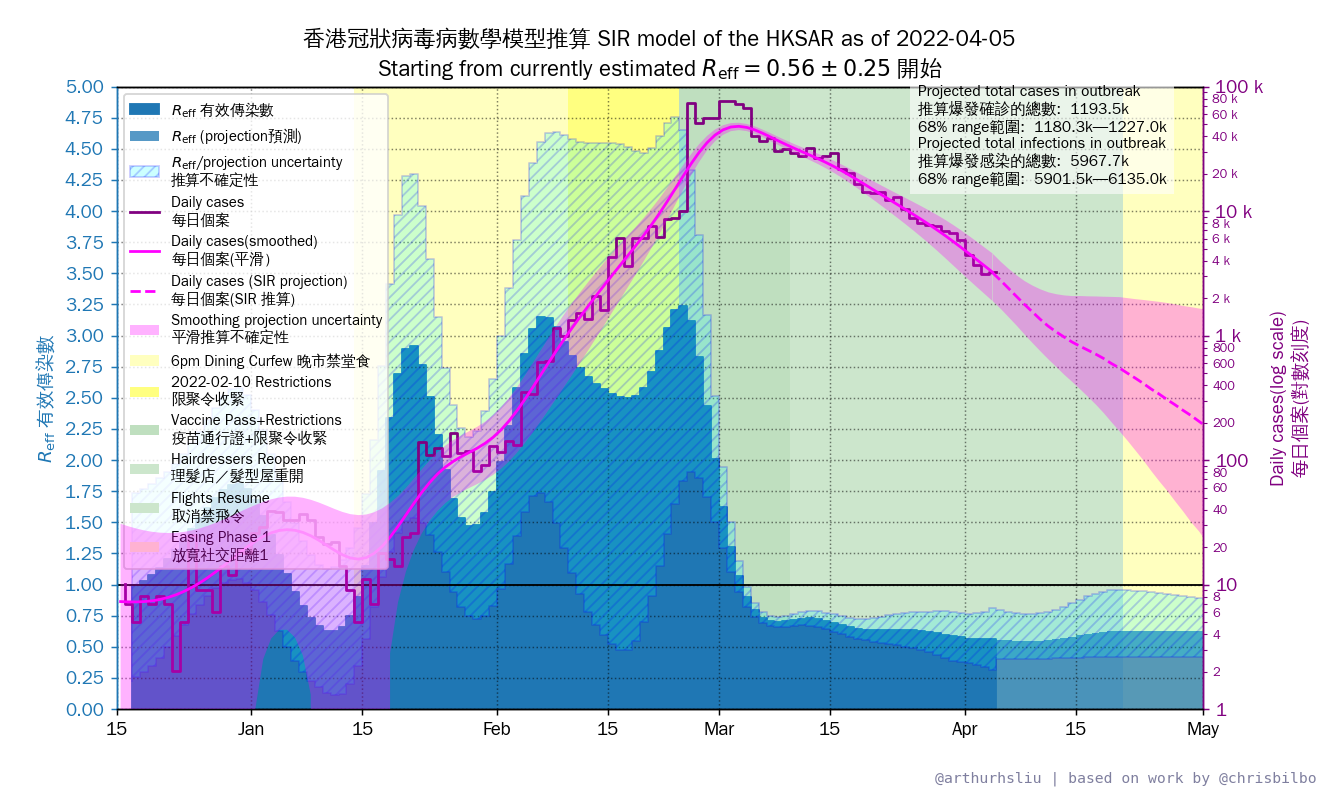 香港冠狀病毒病數學模型推算 SIR model of the HKSAR as of 2022-04-05
Starting from currently estimated Reff = 0.56 ± 0.25 開始
Reff 有效傳染數
Reff (projection預測)
Reff/projection uncertainty
推算不確定性
Daily cases
每日個案
Daily cases(smoothed)
每日個案(平滑)
Daily cases (SIR projection)
每日個案(SIR 推算)
Smoothing projection uncertainty
平滑推算不確定性
6pm Dining Curfew 晚市禁堂食
2022-02-10 Restrictions
限聚令收緊
Vaccine Pass+Restrictions
疫苗通行證+限聚令收緊
Hairdressers Reopen
理髮店／髮型屋重開
Flights Resume
取消禁飛令
Easing Phase 1
放寬社交距離1
Projected total cases in outbreak
推算爆發確診的總數: 1193.5k
68% range範圍: 1180.3k—1227.0k
Projected total infections in outbreak
推算爆發感染的總數: 5967.7k
68% range範圍: 5901.5k—6135.0k
Reff 有效傳染數
5.00
4.75
4.50
4.25
4.00
3.75
3.50
3.25
3.00
2.75
2.50
2.25
2.00
1.75
1.50
1.25
1.00
0.75
0.50
0.25
0.00
100 k
80 k
60 k
40 k
20 k
10 k
8 k
6 k
4 k
2 k
1 k
800
600
400
200
100
80
60
40
20
10
8
6
4
2
1
Daily cases(log scale)
每日個案(對數刻度)
15 Jan 15 Feb 15 Mar 15 Apr 15 May
@arthurhsliu | based on work by @chrisbilbo